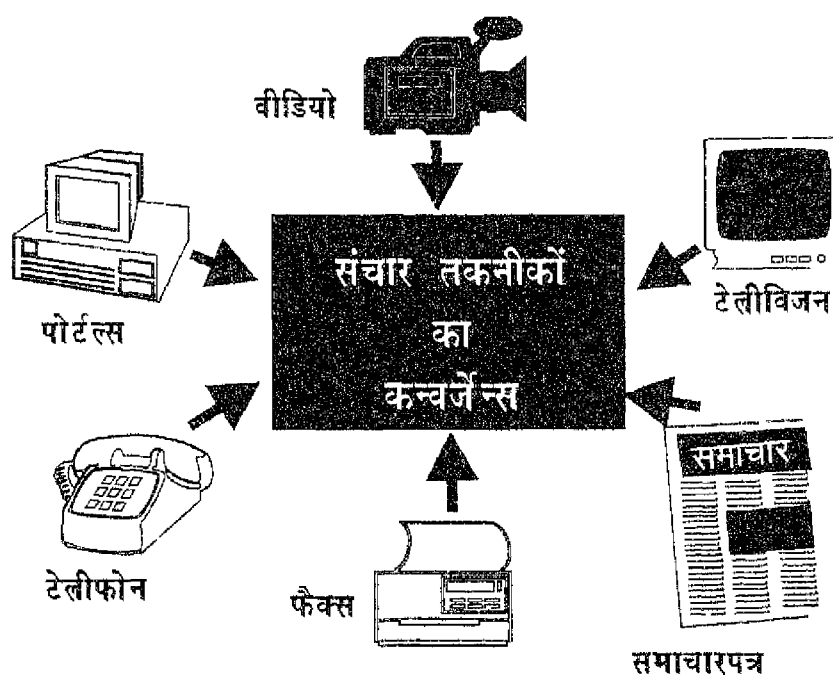 वीडियो
पोर्टल्स
टेलीविजन
संचार तकनीकों
का
कन्वर्जेन्स
समाचार
टेलीफोन
फैक्स
समाचारपत्र